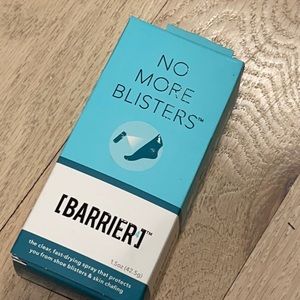 NO
MORE
BLISTERS™
[BARRIER]™
1.5oz (42.5g)
the clear, fast-drying spray that protects
you from shoe blisters & skin chafing